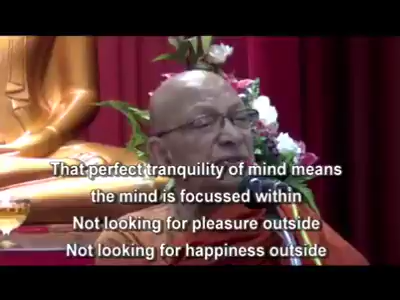 That perfect tranquility of mind means
the mind is focussed within
Not looking for pleasure outside
Not looking for happiness outside